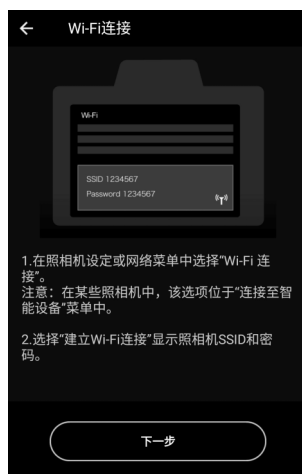 Wi-Fi连接
Wi-Fi
SSID 1234567
Password 1234567
1.在照相机设定或网络菜单中选择“Wi-Fi 连
接”。
注意：在某些照相机中，该选项位于“连接至智
能设备”菜单中。
2.选择“建立Wi-Fi连接”显示照相机SSID和密
码。
下一步